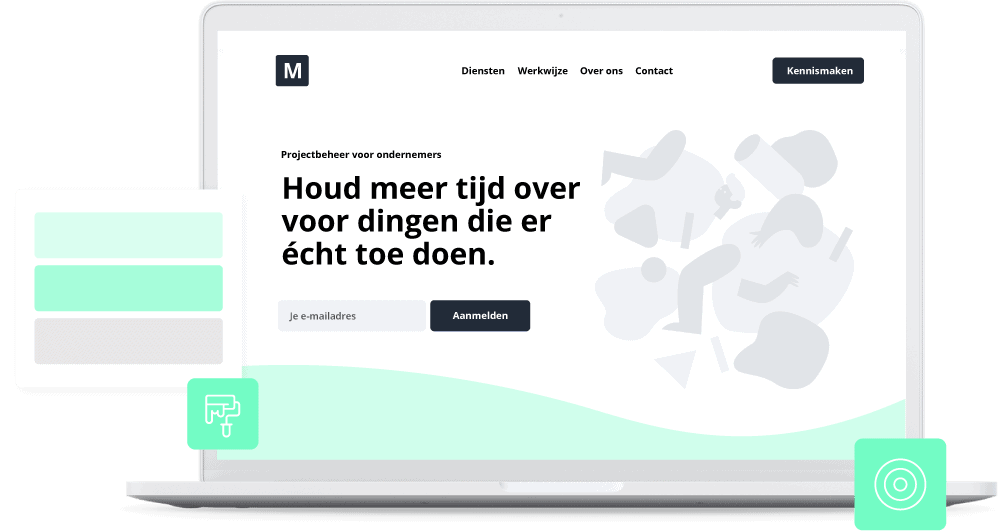 M
Diensten Werkwijze Over ons Contact Kennismaken
Projectbeheer voor ondernemers
Houd meer tijd over
voor dingen die er
écht toe doen.
Je e-mailadres Aanmelden